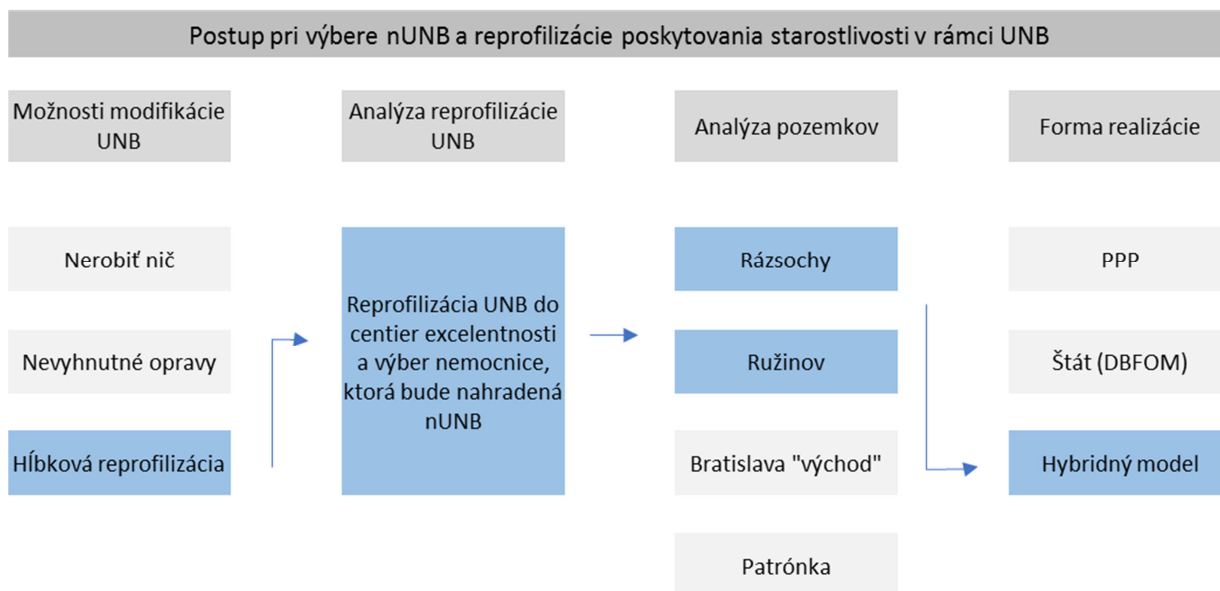 Postup pri výbere nUNB a reprofilizácie poskytovania starostlivosti v rámci UNB
Možnosti modifikácie
UNB
Analýza reprofilizácie
UNB
Analýza pozemkov
Forma realizácie
Nerobiť nič
Nevyhnutné opravy
Hĺbková reprofilizácia
Reprofilizácia UNB do
centier excelentnosti
a výber nemocnice,
ktorá bude nahradená
nUNB
Rázsochy
Ružinov
Bratislava "východ"
Patrónka
PPP
Štát (DBFOM)
Hybridný model